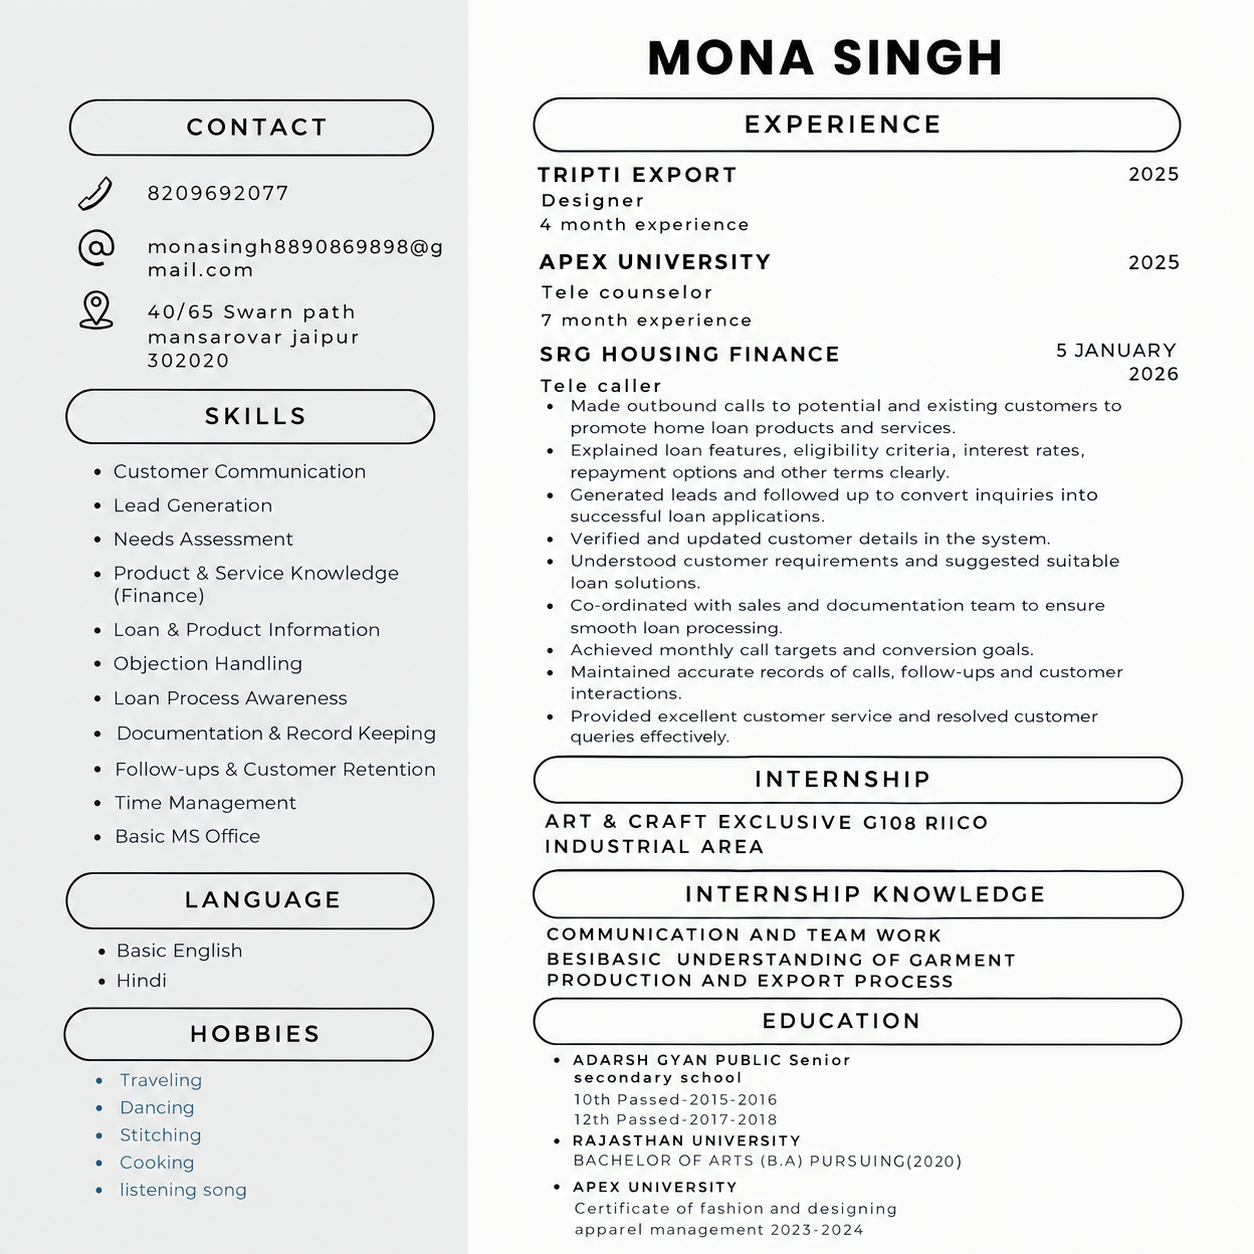 MONA SINGH
CONTACT
8209692077
monasingh8890869898@g
mail.com
40/65 Swarn path
mansarovar jaipur
302020
SKILLS
• Customer Communication
• Lead Generation
• Needs Assessment
• Product & Service Knowledge
(Finance)
• Loan & Product Information
• Objection Handling
• Loan Process Awareness
• Documentation & Record Keeping
• Follow-ups & Customer Retention
• Time Management
• Basic MS Office
LANGUAGE
• Basic English
• Hindi
HOBBIES
• Traveling
• Dancing
• Stitching
• Cooking
• listening song
EXPERIENCE
TRIPTI EXPORT 2025
Designer
4 month experience
APEX UNIVERSITY 2025
Tele counselor
7 month experience
SRG HOUSING FINANCE 5 JANUARY
2026
Tele caller
• Made outbound calls to potential and existing customers to
promote home loan products and services.
• Explained loan features, eligibility criteria, interest rates,
repayment options and other terms clearly.
• Generated leads and followed up to convert inquiries into
successful loan applications.
• Verified and updated customer details in the system.
• Understood customer requirements and suggested suitable
loan solutions.
• Co-ordinated with sales and documentation team to ensure
smooth loan processing.
• Achieved monthly call targets and conversion goals.
• Maintained accurate records of calls, follow-ups and customer
interactions.
• Provided excellent customer service and resolved customer
queries effectively.
INTERNSHIP
ART & CRAFT EXCLUSIVE G108 RIICO
INDUSTRIAL AREA
INTERNSHIP KNOWLEDGE
COMMUNICATION AND TEAM WORK
BESIBASIC UNDERSTANDING OF GARMENT
PRODUCTION AND EXPORT PROCESS
EDUCATION
• ADARSH GYAN PUBLIC Senior
secondary school
10th Passed-2015-2016
12th Passed-2017-2018
• RAJASTHAN UNIVERSITY
BACHELOR OF ARTS (B.A) PURSUING(2020)
• APEX UNIVERSITY
Certificate of fashion and designing
apparel management 2023-2024